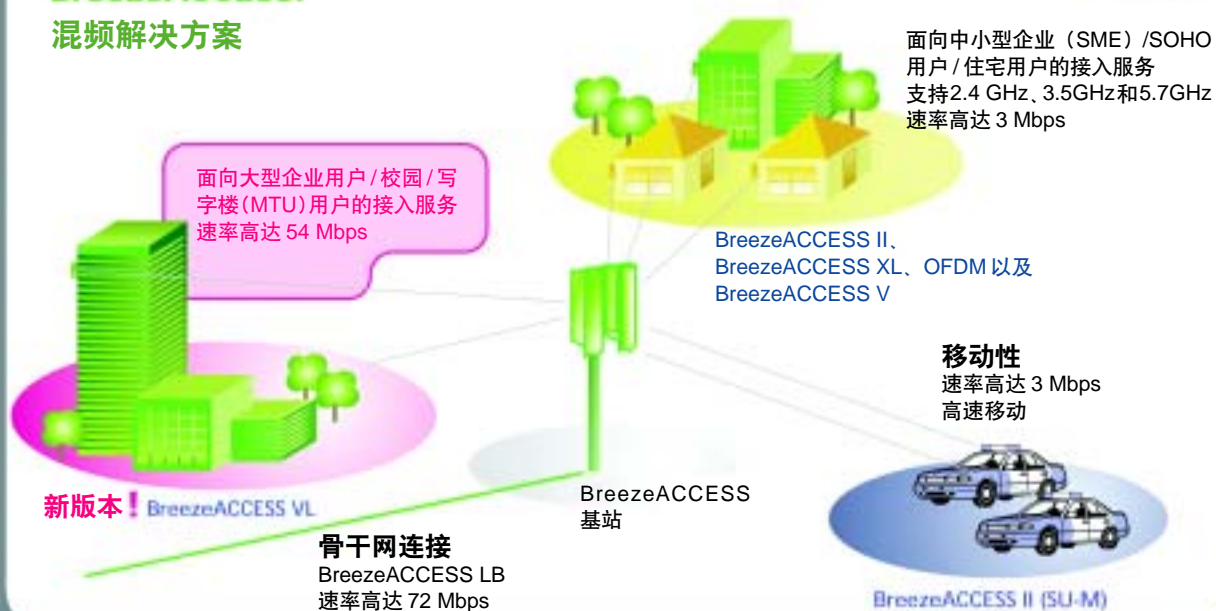 混频解决方案
面向中小型企业（SME）/SOHO
用户/住宅用户的接入服务
支持2.4 GHz、3.5GHz和5.7GHz
速率高达 3 Mbps
面向大型企业用户/校园/写
字楼(MTU)用户的接入服务
速率高达 54 Mbps
BreezeACCESS II、
BreezeACCESS XL、OFDM 以及
BreezeACCESS V
移动性
速率高达 3 Mbps
高速移动
新版本！BreezeACCESS VL
BreezeACCESS
基站
骨干网连接
BreezeACCESS LB
速率高达 72 Mbps
BreezeACCESS II (SU-M)